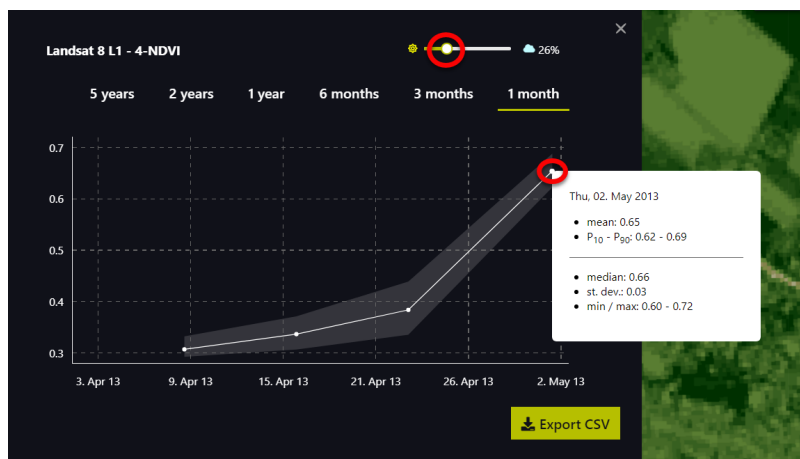 Landsat 8 L1 - 4-NDVI
26%
5 years 2 years 1 year 6 months 3 months 1 month
0.7
0.6
0.5
0.4
0.3
3. Apr 13 9. Apr 13 15. Apr 13 21. Apr 13 26. Apr 13 2. May 13
Thu, 02. May 2013
• mean: 0.65
• P10 - P90: 0.62 - 0.69
• median: 0.66
• st. dev.: 0.03
• min / max: 0.60 - 0.72
Export CSV